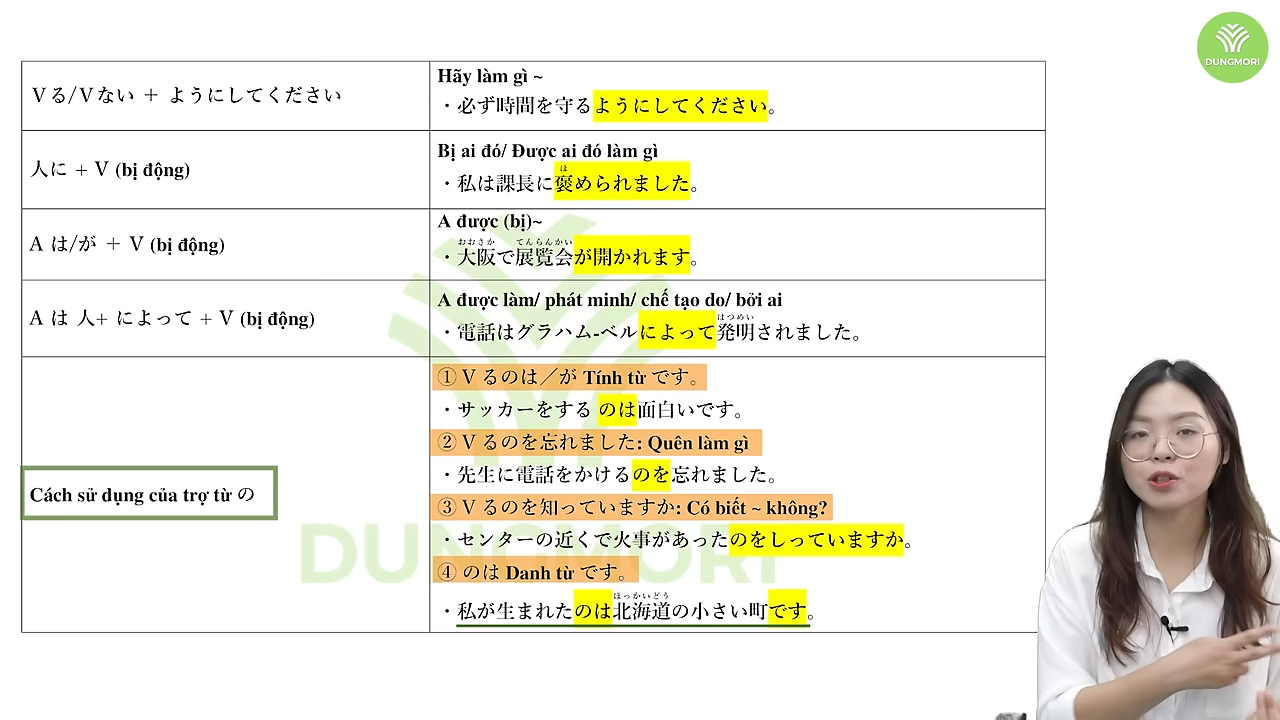 DUNGMORI
Vる/Vない ＋ ようにしてください
Hãy làm gì ~
・必ず時間を守るようにしてください。
人に + V (bị động)
Bị ai đó/ Được ai đó làm gì
ほ
・私は課長に褒められました。
A は/が ＋ V (bị động)
A được (bị)~
おおさか てんらんかい
・大阪で展覧会が開かれます。
A は 人+ によって + V (bị động)
A được làm/ phát minh/ chế tạo do/ bởi ai
はつめい
・電話はグラハム-ベルによって発明されました。
Cách sử dụng của trợ từ の
① V るのは／が Tính từ です。
・サッカーをする のは面白いです。
② V るのを忘れました: Quên làm gì
・先生に電話をかけるのを忘れました。
③ V るのを知っていますか: Có biết ~ không?
・センターの近くで火事があったのをしっていますか。
④ のは Danh từ です。
ほっかいどう
・私が生まれたのは北海道の小さい町です。
DUNGMORI